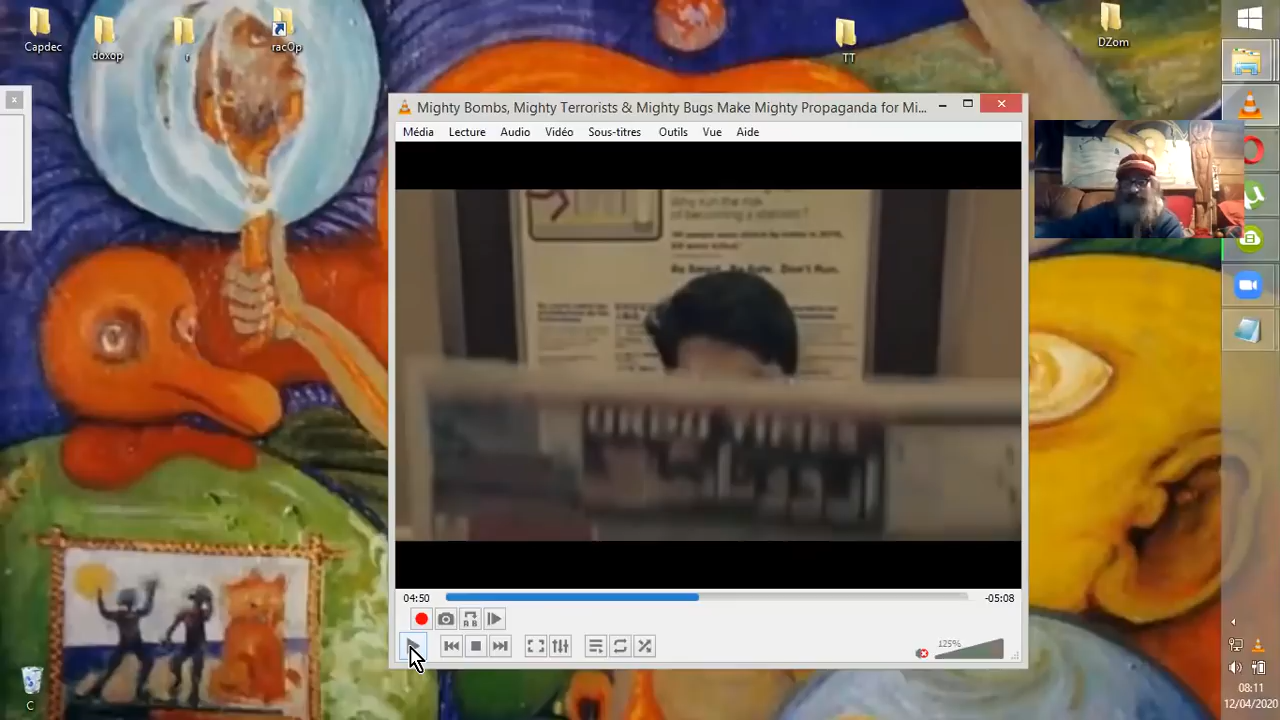 Capdec
doxop
r
racOp
TT
DZom
Mighty Bombs, Mighty Terrorists & Mighty Bugs Make Mighty Propaganda for Mi...
Média Lecture Audio Vidéo Sous-titres Outils Vue Aide
Why run the risk
of becoming a statistic?
Be Smart. Be Safe. Don't Run.
04:50
-05:08
125%
C
08:11
12/04/2020